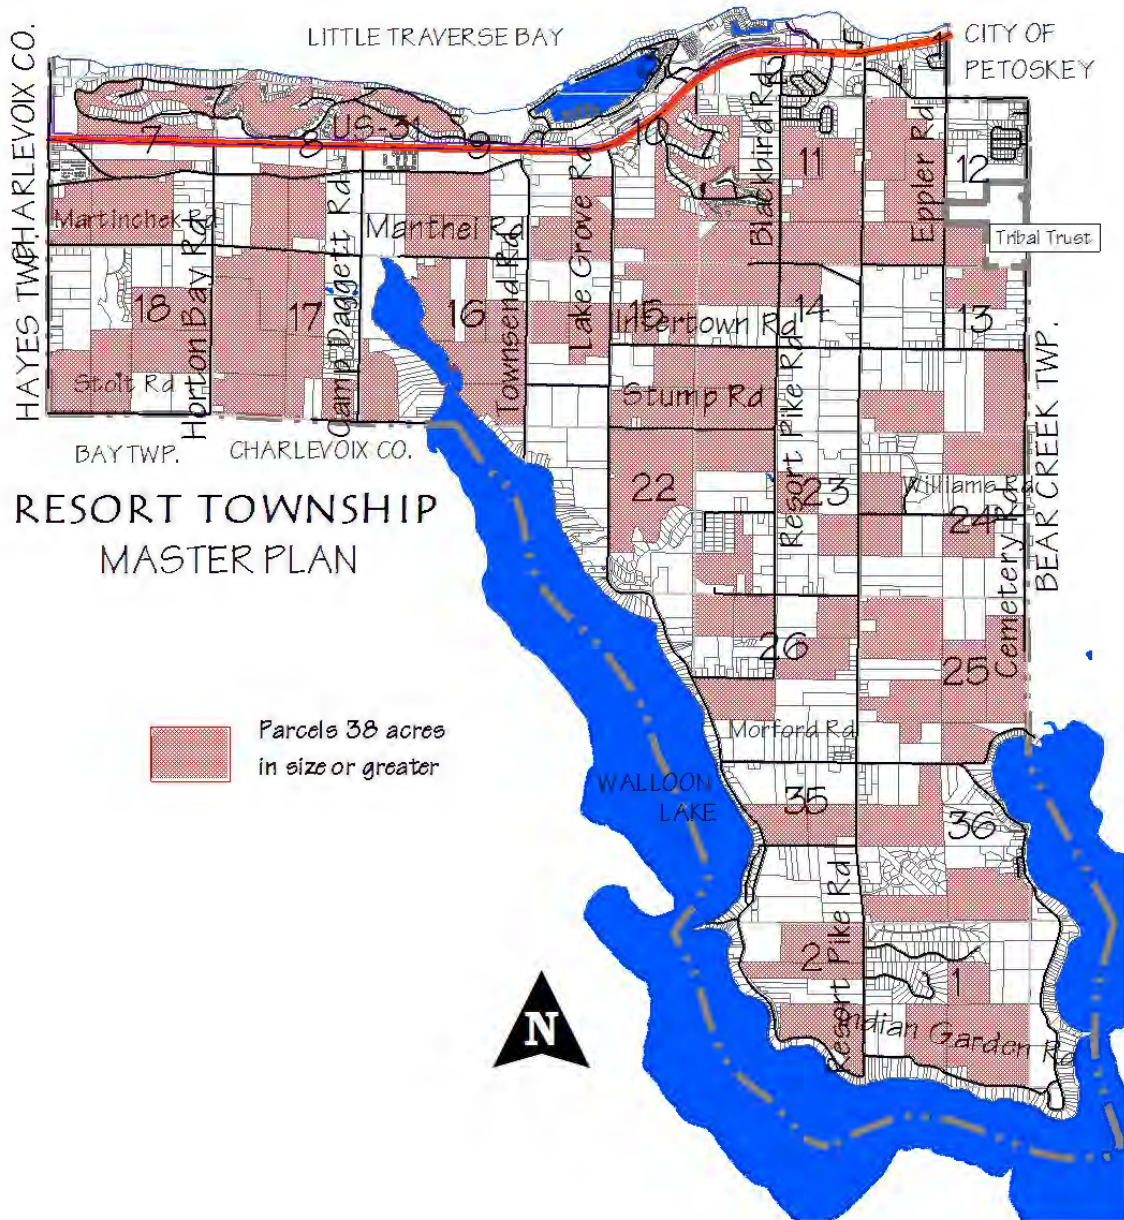 LITTLE TRAVERSE BAY
CITY OF
PETOSKEY
HAYES TWP.
CHARLEVOIX CO.
US-31
7
8
9
10
11
12
Tribal Trust
Martinchek Rd
Manthei Rd
Horton Bay Rd
Camp Daggett Rd
Townsend Rd
Lake Grove Rd
Blackbird Rd
Eppler Rd
18
17
16
15
14
13
Intertown Rd
Stolt Rd
Stump Rd
Resort Pike Rd
BAY TWP.
CHARLEVOIX CO.
BEAR CREEK TWP.
RESORT TOWNSHIP
MASTER PLAN
22
23
Williams Rd
24
Cemetery Rd
26
25
Parcels 38 acres
in size or greater
Morford Rd
WALLOON
LAKE
35
36
Resort Pike Rd
2
1
Indian Garden Rd
N